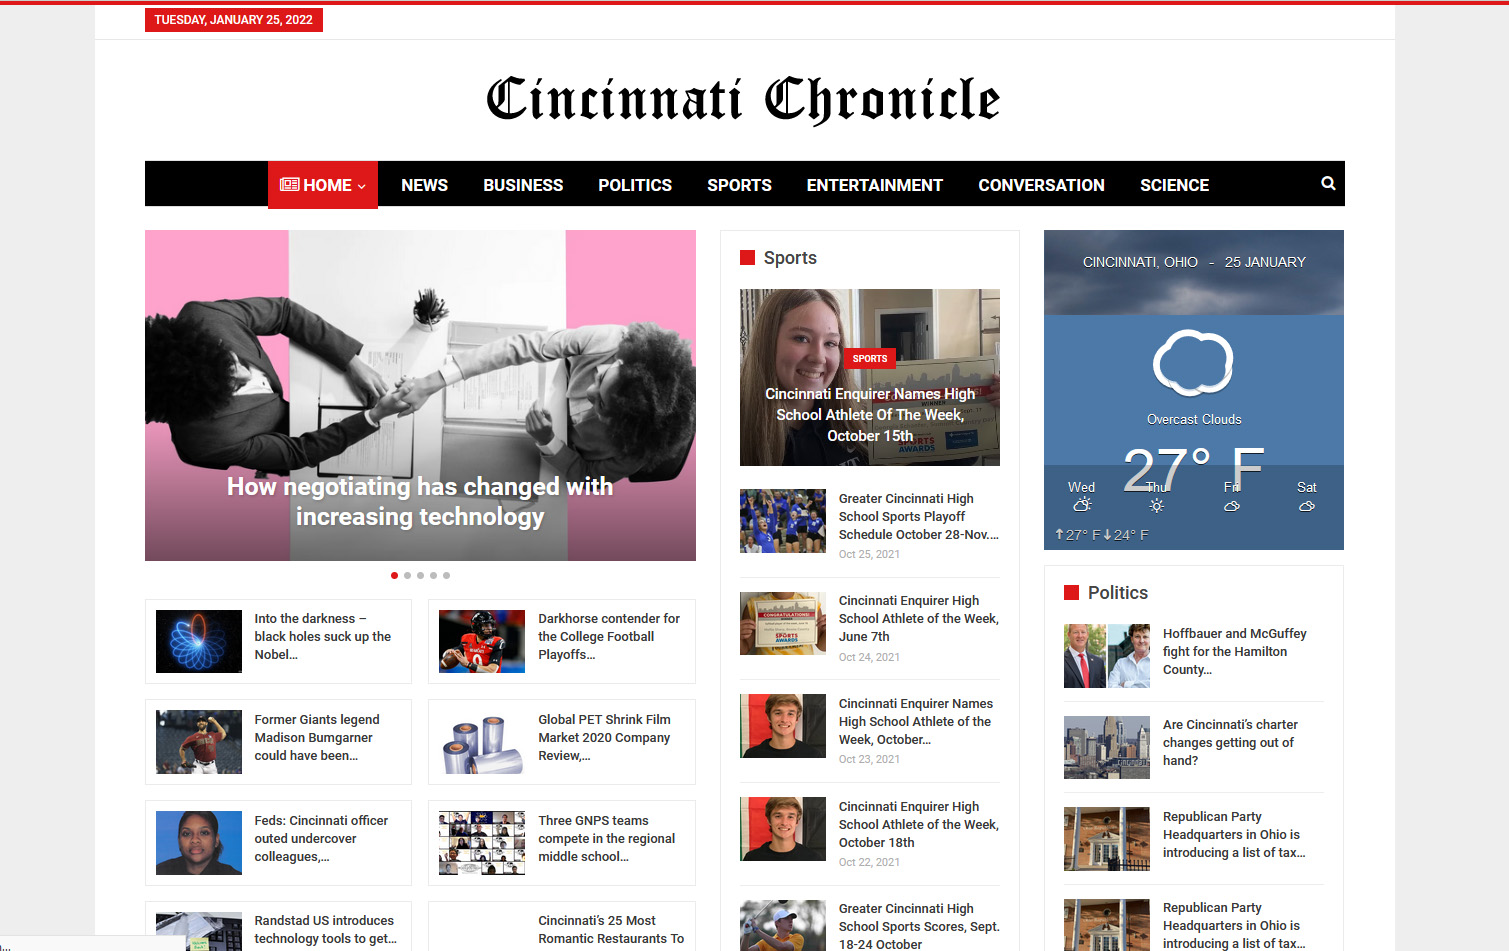 TUESDAY, JANUARY 25, 2022
Cincinnati Chronicle
HOME
NEWS
BUSINESS
POLITICS
SPORTS
ENTERTAINMENT
CONVERSATION
SCIENCE
How negotiating has changed with
increasing technology
Into the darkness –
black holes suck up the
Nobel...
Darkhorse contender for
the College Football
Playoffs...
Former Giants legend
Madison Bumgarner
could have been...
Global PET Shrink Film
Market 2020 Company
Review,...
Feds: Cincinnati officer
outed undercover
colleagues,...
Three GNPS teams
compete in the regional
middle school...
Randstad US introduces
technology tools to get...
Cincinnati's 25 Most
Romantic Restaurants To
Sports
SPORTS
Cincinnati Enquirer Names High
School Athlete Of The Week,
October 15th
WINNER
SPORTS
AWARDS
Greater Cincinnati High
School Sports Playoff
Schedule October 28-Nov....
Oct 25, 2021
CONGRATULATIONS!
SPORTS
AWARDS
Cincinnati Enquirer High
School Athlete of the Week,
June 7th
Oct 24, 2021
Cincinnati Enquirer Names
High School Athlete of the
Week, October...
Oct 23, 2021
Cincinnati Enquirer High
School Athlete of the Week,
October 18th
Oct 22, 2021
Greater Cincinnati High
School Sports Scores, Sept.
18-24 October
CINCINNATI, OHIO - 25 JANUARY
Overcast Clouds
27° F
Wed
Thu
Fri
Sat
27° F 24° F
Politics
Hoffbauer and McGuffey
fight for the Hamilton
County...
Are Cincinnati's charter
changes getting out of
hand?
Republican Party
Headquarters in Ohio is
introducing a list of tax...
Republican Party
Headquarters in Ohio is
introducing a list of tax...